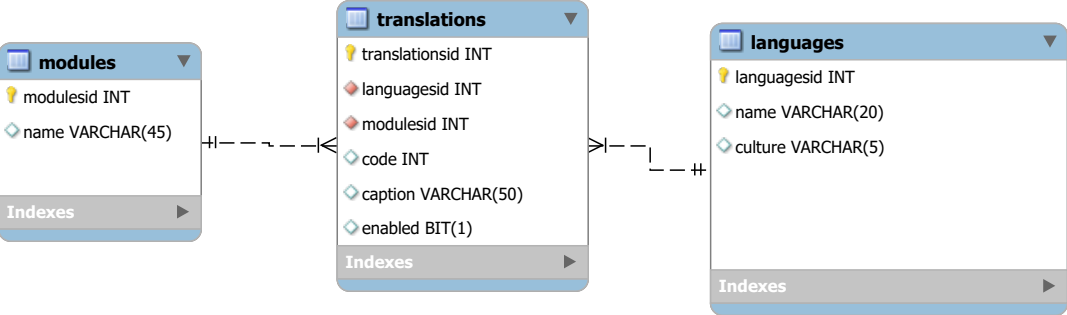 modules
modulesid INT
name VARCHAR(45)
Indexes
translations
translationsid INT
languagesid INT
modulesid INT
code INT
caption VARCHAR(50)
enabled BIT(1)
Indexes
languages
languagesid INT
name VARCHAR(20)
culture VARCHAR(5)
Indexes